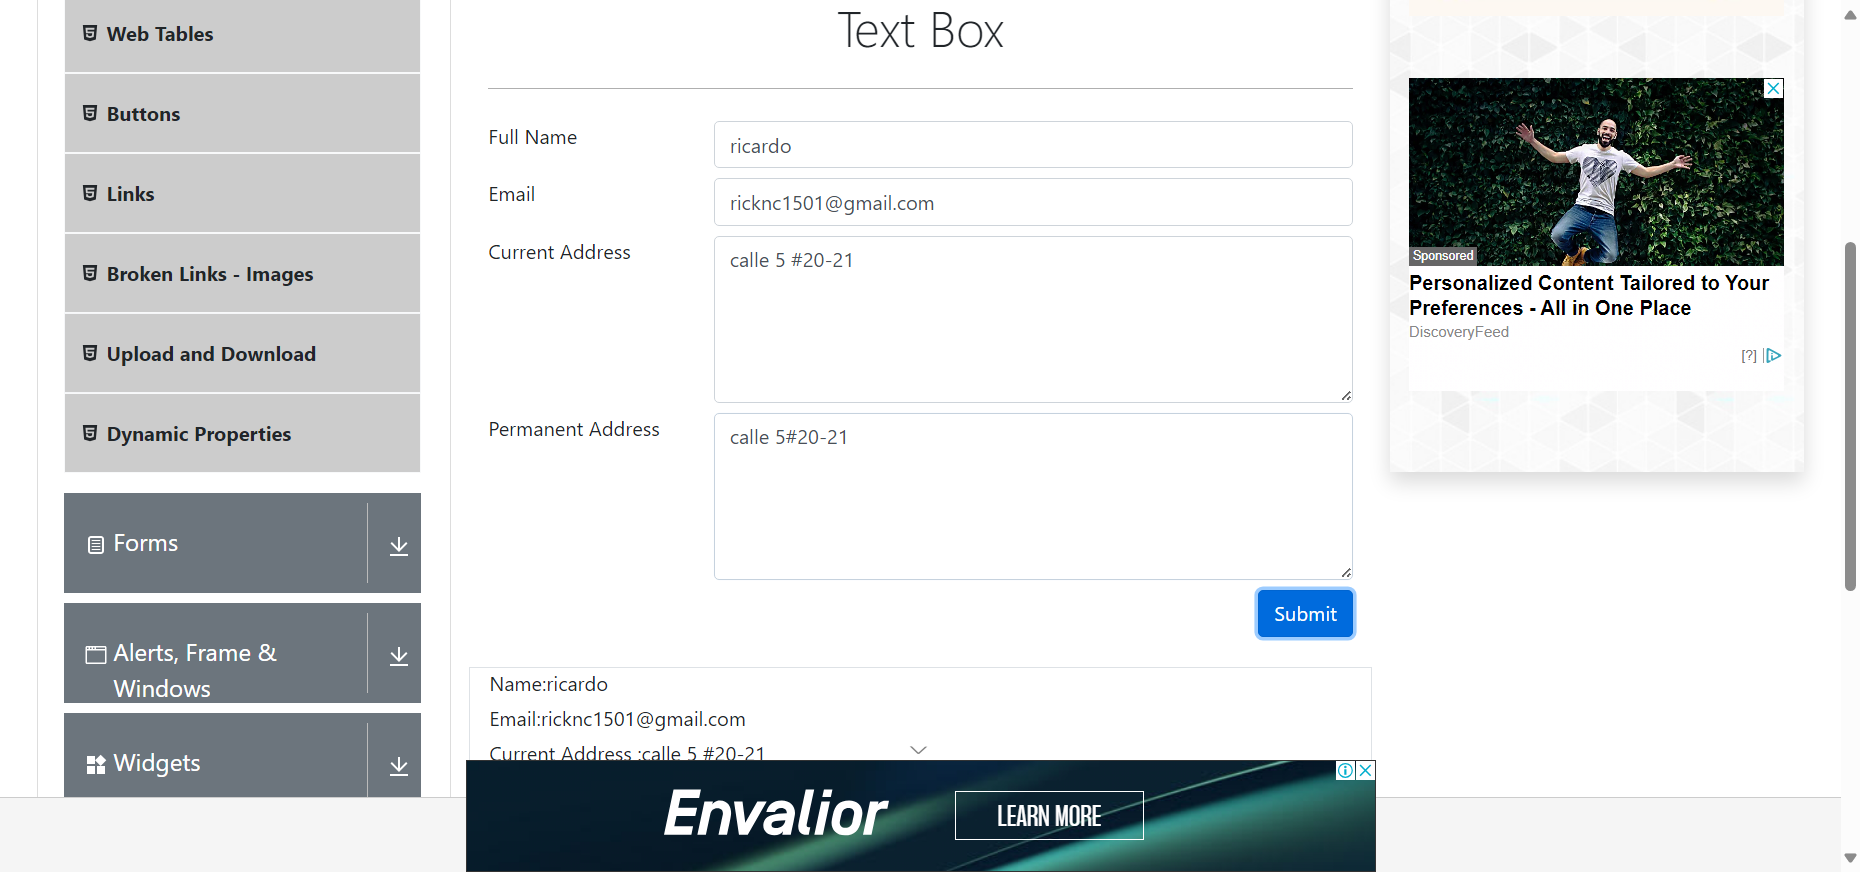 Web Tables
Buttons
Links
Broken Links - Images
Upload and Download
Dynamic Properties
Forms
Alerts, Frame &
Windows
Widgets
Text Box
Full Name
ricardo
Email
ricknc1501@gmail.com
Current Address
calle 5 #20-21
Permanent Address
calle 5#20-21
Submit
Name:ricardo
Email:ricknc1501@gmail.com
Current Address :calle 5 #20-21
Envalior
LEARN MORE
Sponsored
Personalized Content Tailored to Your
Preferences - All in One Place
DiscoveryFeed
[?]